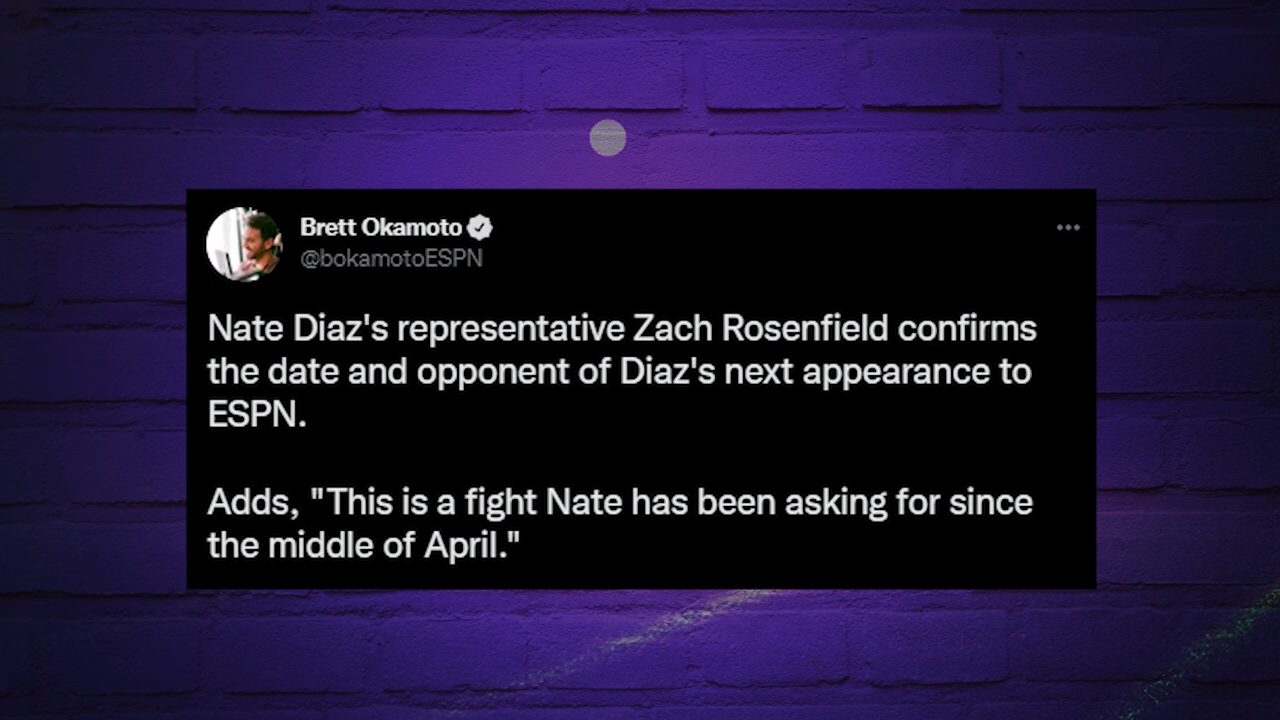 Brett Okamoto
@bokamotoESPN
Nate Diaz's representative Zach Rosenfield confirms
the date and opponent of Diaz's next appearance to
ESPN.
Adds, "This is a fight Nate has been asking for since
the middle of April."